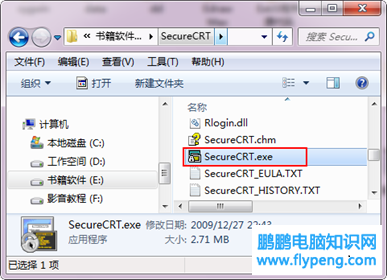 书籍软件... ▸ SecureCRT ▸
搜索 Secu...
文件(F) 编辑(E) 查看(V) 工具(T) 帮助(H)
组织 打开 新建文件夹
计算机
本地磁盘 (C:)
工作空间 (D:)
书籍软件 (E:)
影音教程 (F:)
名称
Rlogin.dll
SecureCRT.chm
SecureCRT.exe
SecureCRT_EULA.TXT
SecureCRT_HISTORY.TXT
SecureCRT.exe 修改日期: 2009/12/27 22:43
应用程序 大小: 2.71 MB
已选择 1 项
鹏鹏电脑知识网
www.flypeng.com